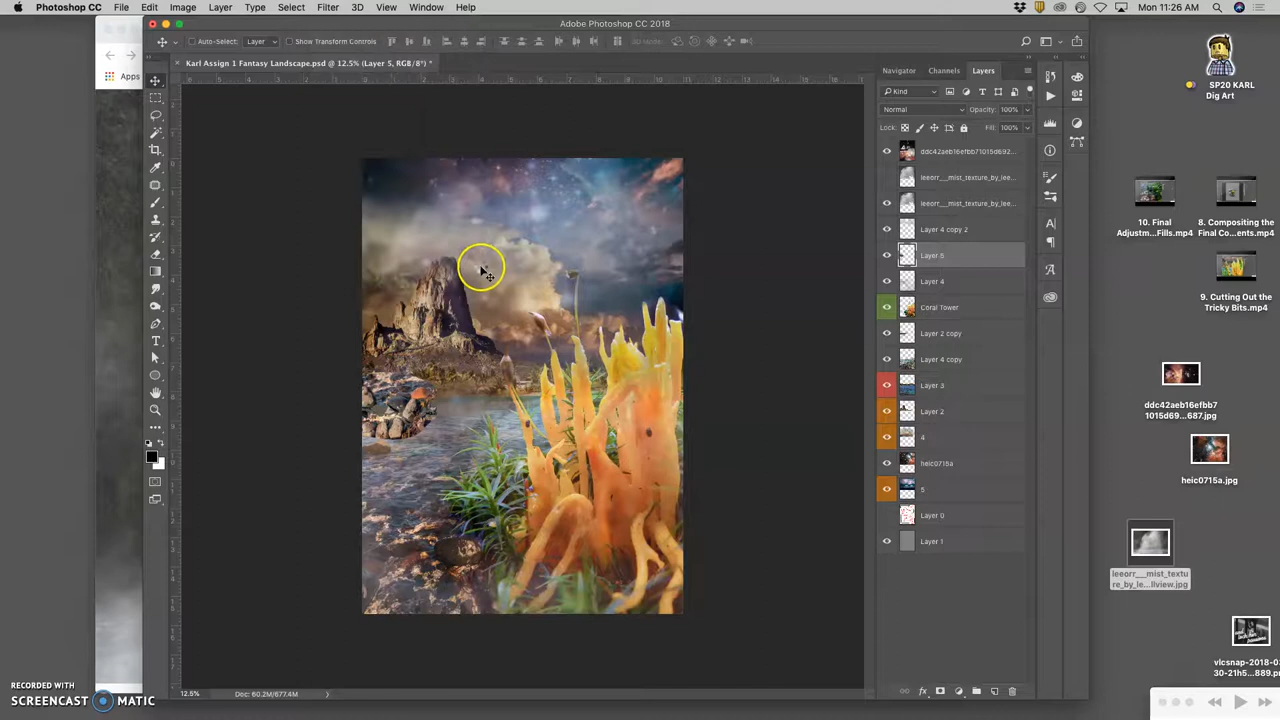 Photoshop CC File Edit Image Layer Type Select Filter 3D View Window Help Mon 11:26 AM
Adobe Photoshop CC 2018
Auto-Select: Layer Show Transform Controls 3D Mode:
Karl Assign 1 Fantasy Landscape.psd @ 12.5% (Layer 5, RGB/8*) *
Apps
Navigator Channels Layers
Kind
Normal Opacity: 100%
Lock: Fill: 100%
ddc42aeb16efbb71015d692...
leeorr__mist_texture_by_lee...
leeorr__mist_texture_by_lee...
Layer 4 copy 2
Layer 5
Layer 4
Coral Tower
Layer 2 copy
Layer 4 copy
Layer 3
Layer 2
4
heic0715a
5
Layer 0
Layer 1
12.5% Doc: 60.2M/677.4M
SP20 KARL
Dig Art
10. Final
Adjustm...Fills.mp4
8. Compositing the
Final Co...ents.mp4
9. Cutting Out the
Tricky Bits.mp4
ddc42aeb16efbb7
1015d69...687.jpg
heic0715a.jpg
leeorr__mist_textu
re_by_le...llview.jpg
vlcsnap-2018-0
30-21h5...889.p
RECORDED WITH
SCREENCAST MATIC